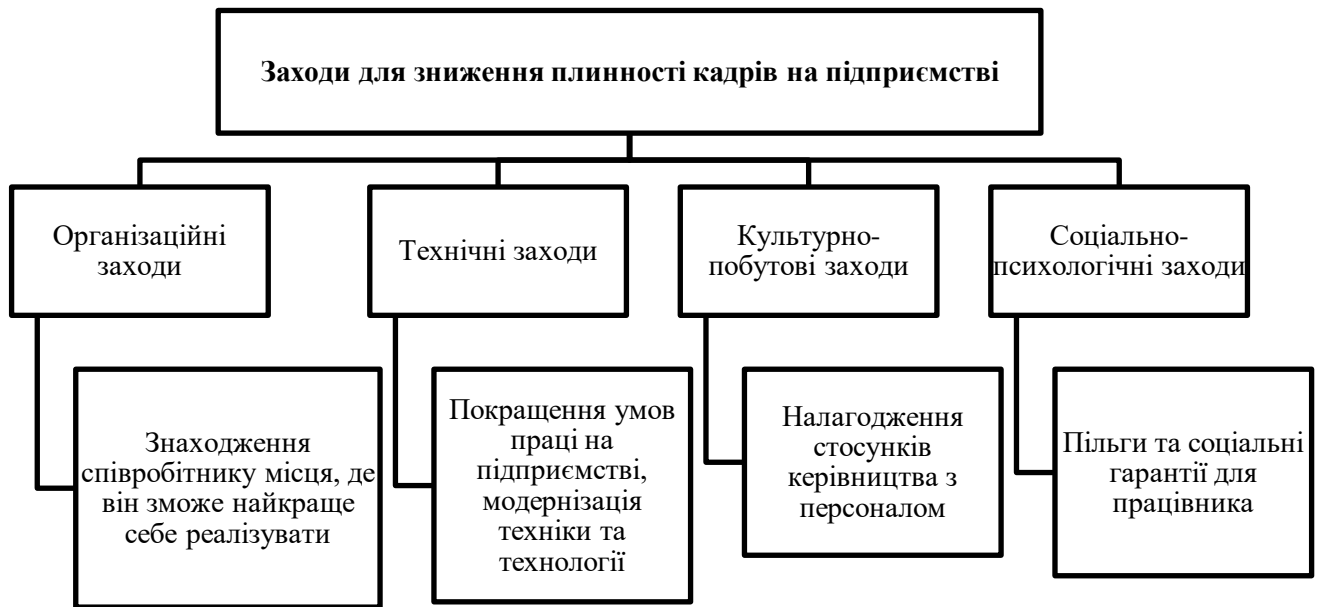 Заходи для зниження плинності кадрів на підприємстві
Організаційні
заходи
Технічні заходи
Культурно-
побутові заходи
Соціально-
психологічні заходи
Знаходження
співробітнику місця, де
він зможе найкраще
себе реалізувати
Покращення умов
праці на
підприємстві,
модернізація
техніки та
технології
Налагодження
стосунків
керівництва з
персоналом
Пільги та соціальні
гарантії для
працівника